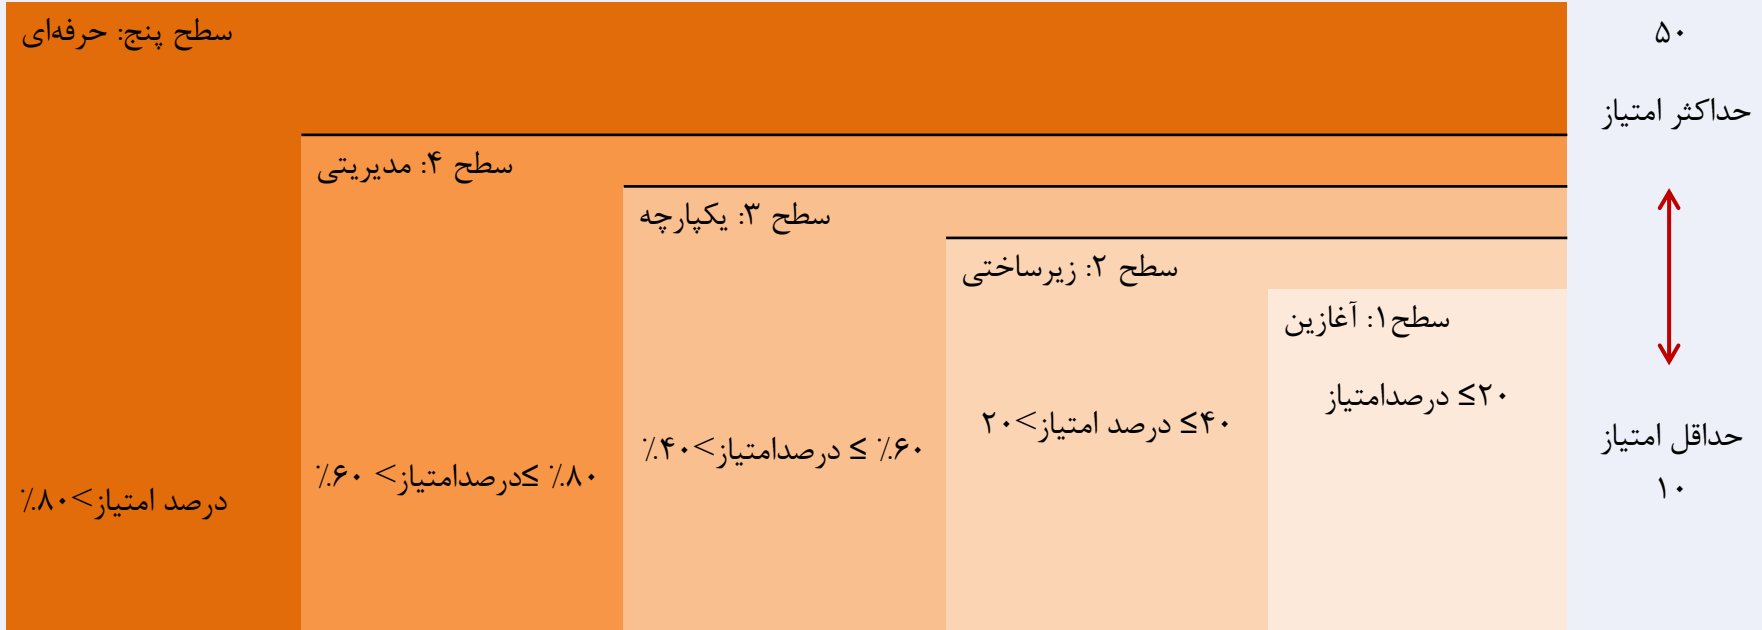 ۵۰
حداکثر امتیاز
حداقل امتیاز
۱۰
سطح۱: آغازین
۲۰≥ درصدامتیاز
سطح ۲: زیرساختی
۴۰≥ درصد امتیاز>۲۰
سطح ۳: یکپارچه
۶۰٪ ≥ درصدامتیاز>۴۰٪
سطح ۴: مدیریتی
۸۰٪ ≥درصدامتیاز> ۶۰٪
سطح پنج: حرفه‌ای
درصد امتیاز>۸۰٪